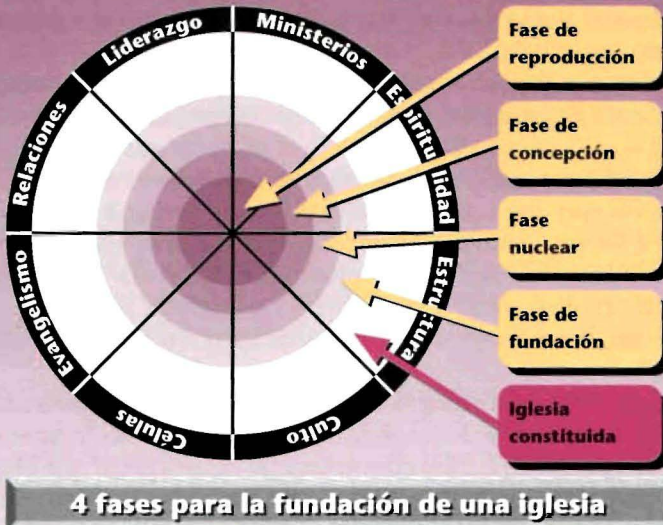 Liderazgo
Ministerios
Espiritualidad
Estructura
Culto
Células
Evangelismo
Relaciones
Fase de
reproducción
Fase de
concepción
Fase
nuclear
Fase de
fundación
Iglesia
constituida
4 fases para la fundación de una iglesia